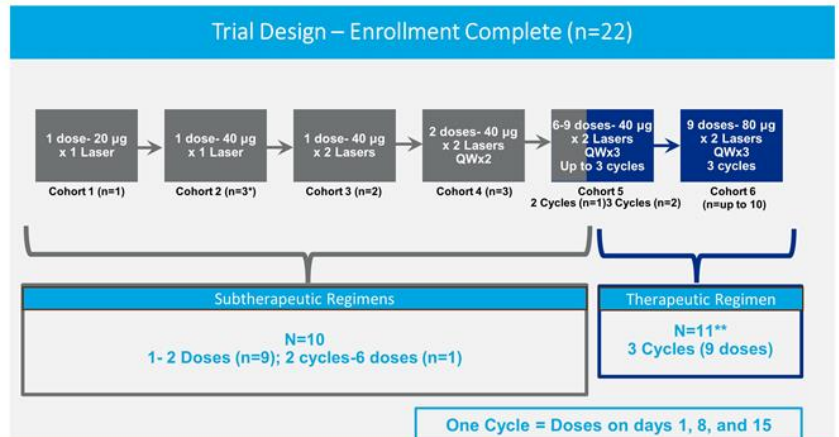 Trial Design – Enrollment Complete (n=22)
1 dose- 20 µg
x 1 Laser
Cohort 1 (n=1)
1 dose- 40 µg
x 1 Laser
Cohort 2 (n=3*)
1 dose- 40 µg
x 2 Lasers
Cohort 3 (n=2)
2 doses- 40 µg
x 2 Lasers
QWx2
Cohort 4 (n=3)
6-9 doses- 40 µg
x 2 Lasers
QWx3
Up to 3 cycles
Cohort 5
2 Cycles (n=1)3 Cycles (n=2)
9 doses- 80 µg
x 2 Lasers
QWx3
3 cycles
Cohort 6
(n=up to 10)
Subtherapeutic Regimens
N=10
1- 2 Doses (n=9); 2 cycles-6 doses (n=1)
Therapeutic Regimen
N=11**
3 Cycles (9 doses)
One Cycle = Doses on days 1, 8, and 15